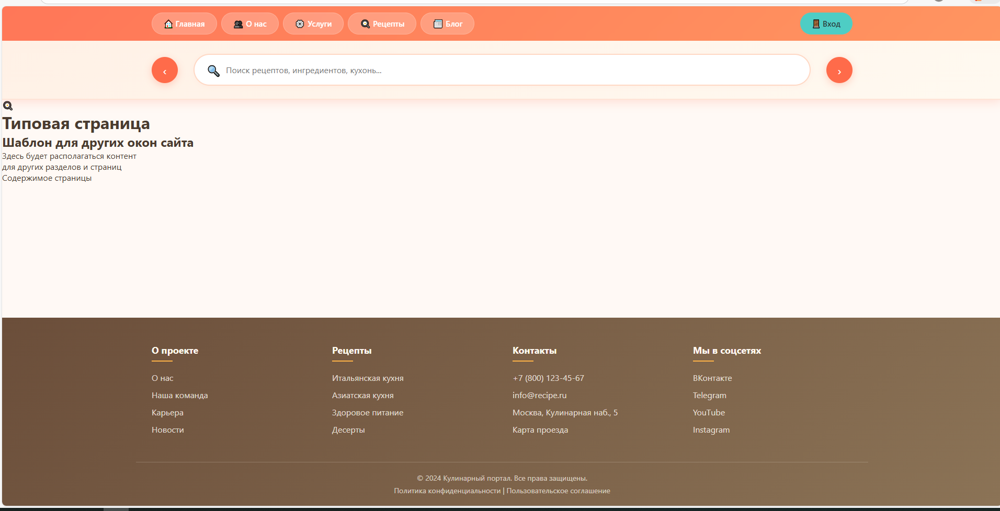 Главная О нас Услуги Рецепты Блог Вход
‹ Поиск рецептов, ингредиентов, кухонь... ›
Типовая страница
Шаблон для других окон сайта
Здесь будет располагаться контент
для других разделов и страниц
Содержимое страницы
О проекте Рецепты Контакты Мы в соцсетях
О нас Итальянская кухня +7 (800) 123-45-67 ВКонтакте
Наша команда Азиатская кухня info@recipe.ru Telegram
Карьера Здоровое питание Москва, Кулинарная наб., 5 YouTube
Новости Десерты Карта проезда Instagram
© 2024 Кулинарный портал. Все права защищены.
Политика конфиденциальности | Пользовательское соглашение